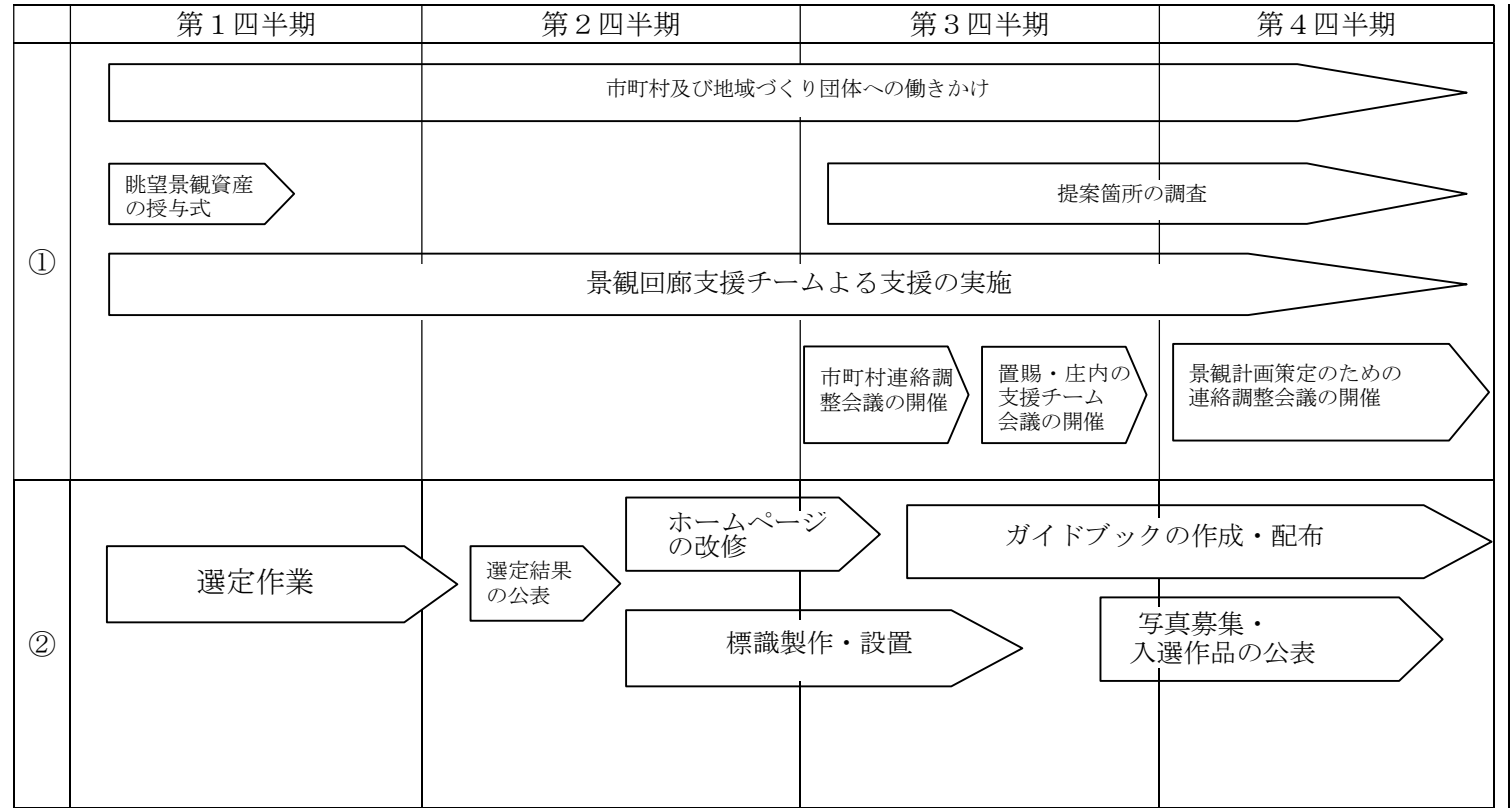 第１四半期
第２四半期
第３四半期
第４四半期
①
市町村及び地域づくり団体への働きかけ
眺望景観資産
の授与式
提案箇所の調査
景観回廊支援チームよる支援の実施
市町村連絡調
整会議の開催
置賜・庄内の
支援チーム
会議の開催
景観計画策定のための
連絡調整会議の開催
②
選定作業
選定結果
の公表
ホームページ
の改修
標識製作・設置
ガイドブックの作成・配布
写真募集・
入選作品の公表